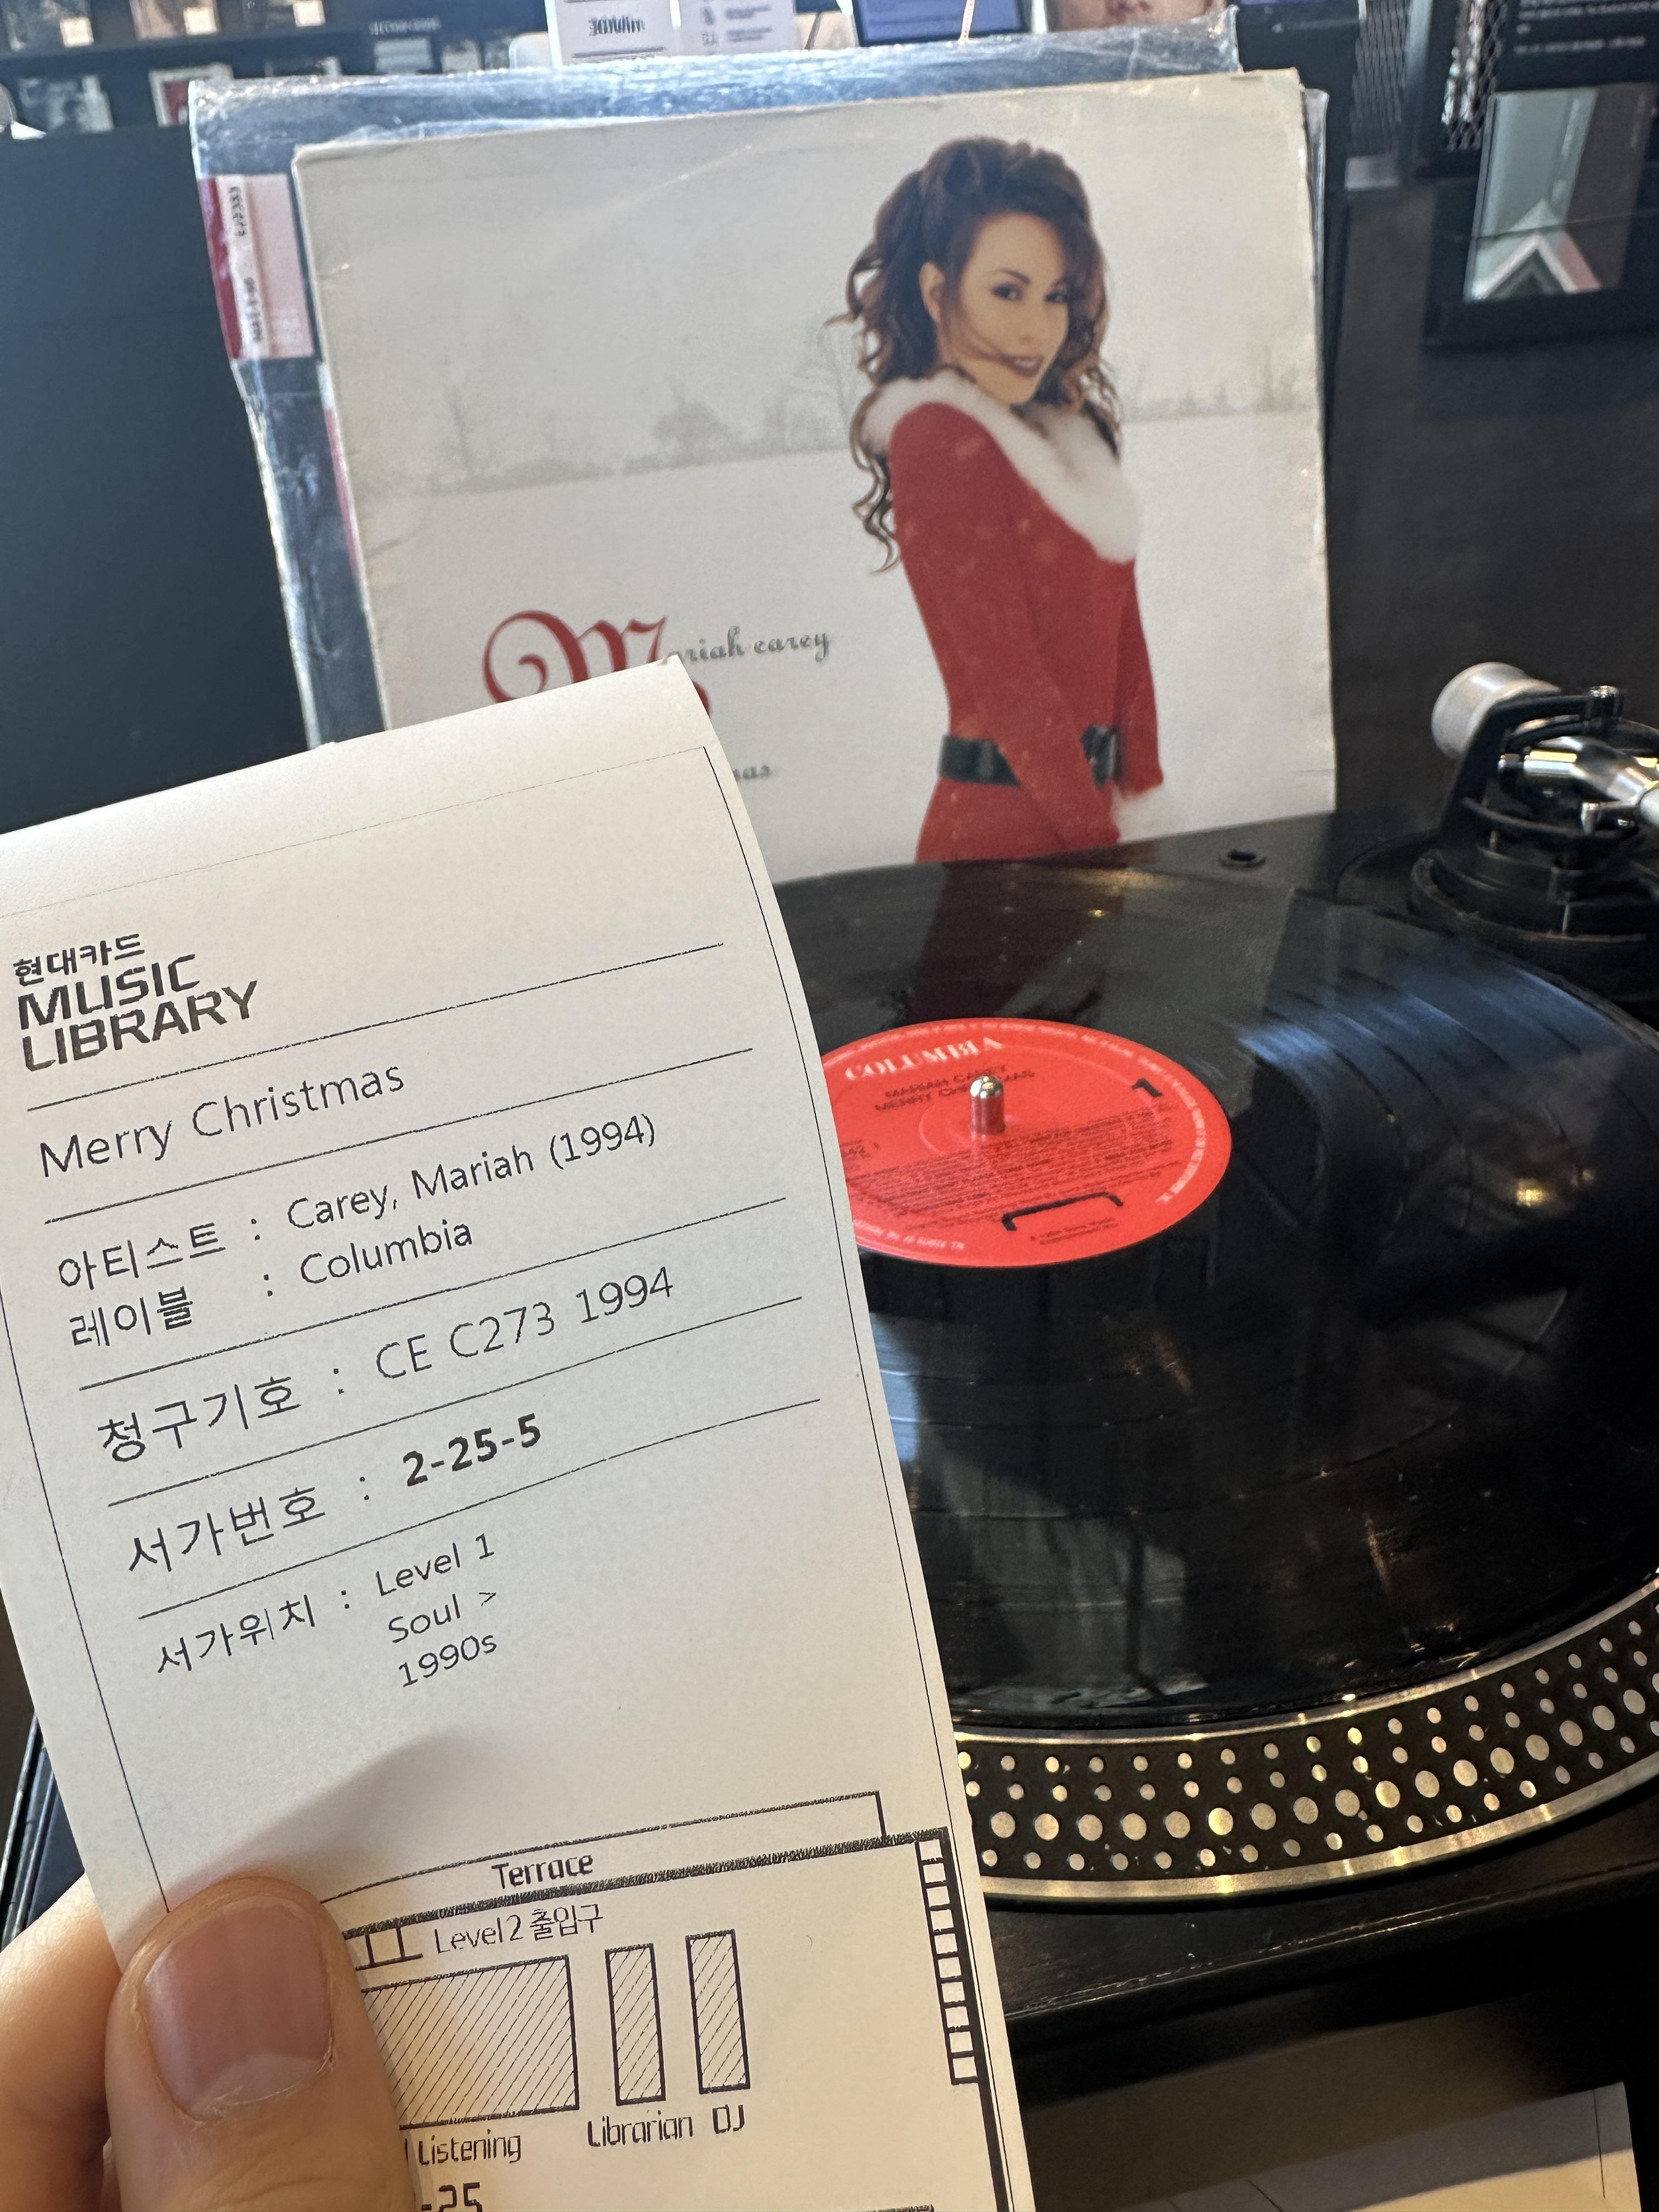 Mariah carey
현대카드
MUSIC
LIBRARY
Merry Christmas
아티스트 : Carey, Mariah (1994)
레이블 : Columbia
청구기호 : CE C273 1994
서가번호 : 2-25-5
서가위치 : Level 1
Soul >
1990s
Terrace
Level2 출입구
Listening
Librarian
DJ
-25
COLUMBIA
MARIAH CAREY
MERRY CHRISTMAS
1